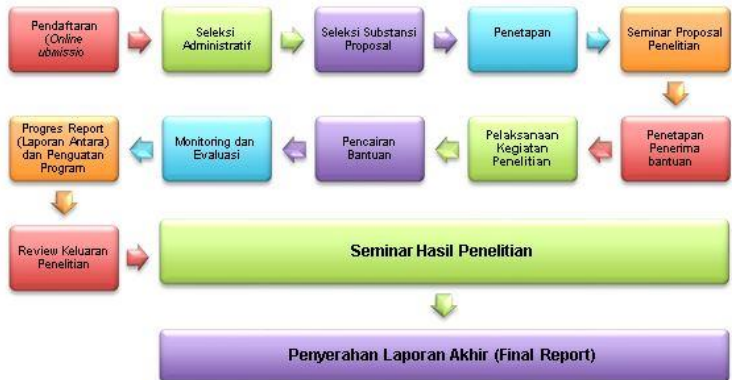 Pendaftaran
(Online
ubmissio
Seleksi
Administratif
Seleksi Substansi
Proposal
Penetapan
Seminar Proposal
Penelitian
Penetapan
Penerima
bantuan
Pelaksanaan
Kegiatan
Penelitian
Pencairan
Bantuan
Monitoring dan
Evaluasi
Progres Report
(Laporan Antara)
dan Penguatan
Program
Review Keluaran
Penelitian
Seminar Hasil Penelitian
Penyerahan Laporan Akhir (Final Report)